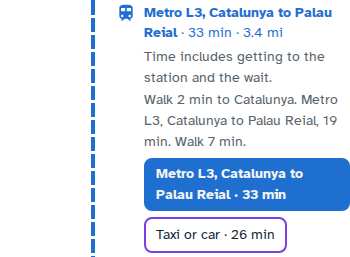 Metro L3, Catalunya to Palau
Reial · 33 min · 3.4 mi
Time includes getting to the
station and the wait.
Walk 2 min to Catalunya. Metro
L3, Catalunya to Palau Reial, 19
min. Walk 7 min.
Metro L3, Catalunya to
Palau Reial · 33 min
Taxi or car · 26 min